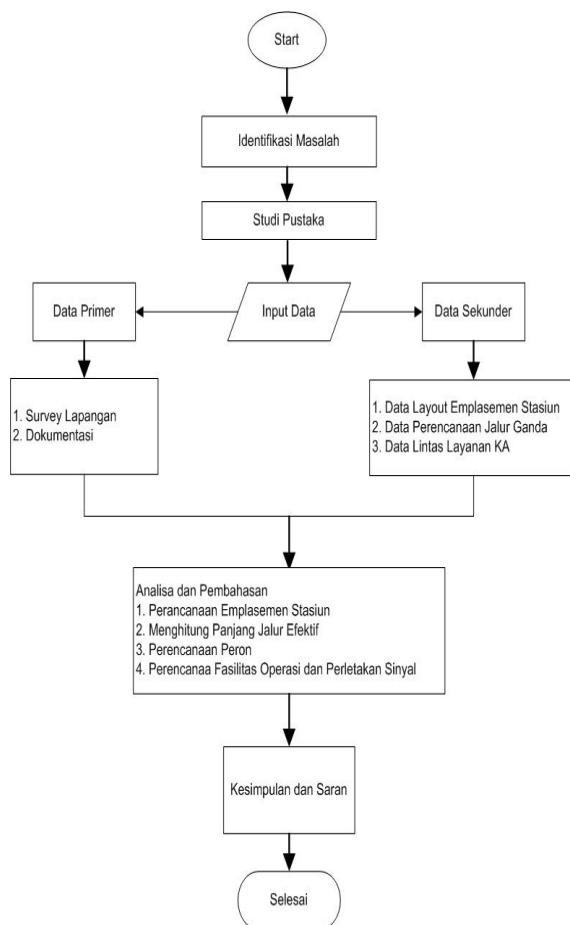 Start
Identifikasi Masalah
Studi Pustaka
Data Primer
Input Data
Data Sekunder
1. Survey Lapangan
2. Dokumentasi
1. Data Layout Emplasemen Stasiun
2. Data Perencanaan Jalur Ganda
3. Data Lintas Layanan KA
Analisa dan Pembahasan
1. Perancanaan Emplasemen Stasiun
2. Menghitung Panjang Jalur Efektif
3. Perencanaan Peron
4. Perencanaa Fasilitas Operasi dan Perletakan Sinyal
Kesimpulan dan Saran
Selesai